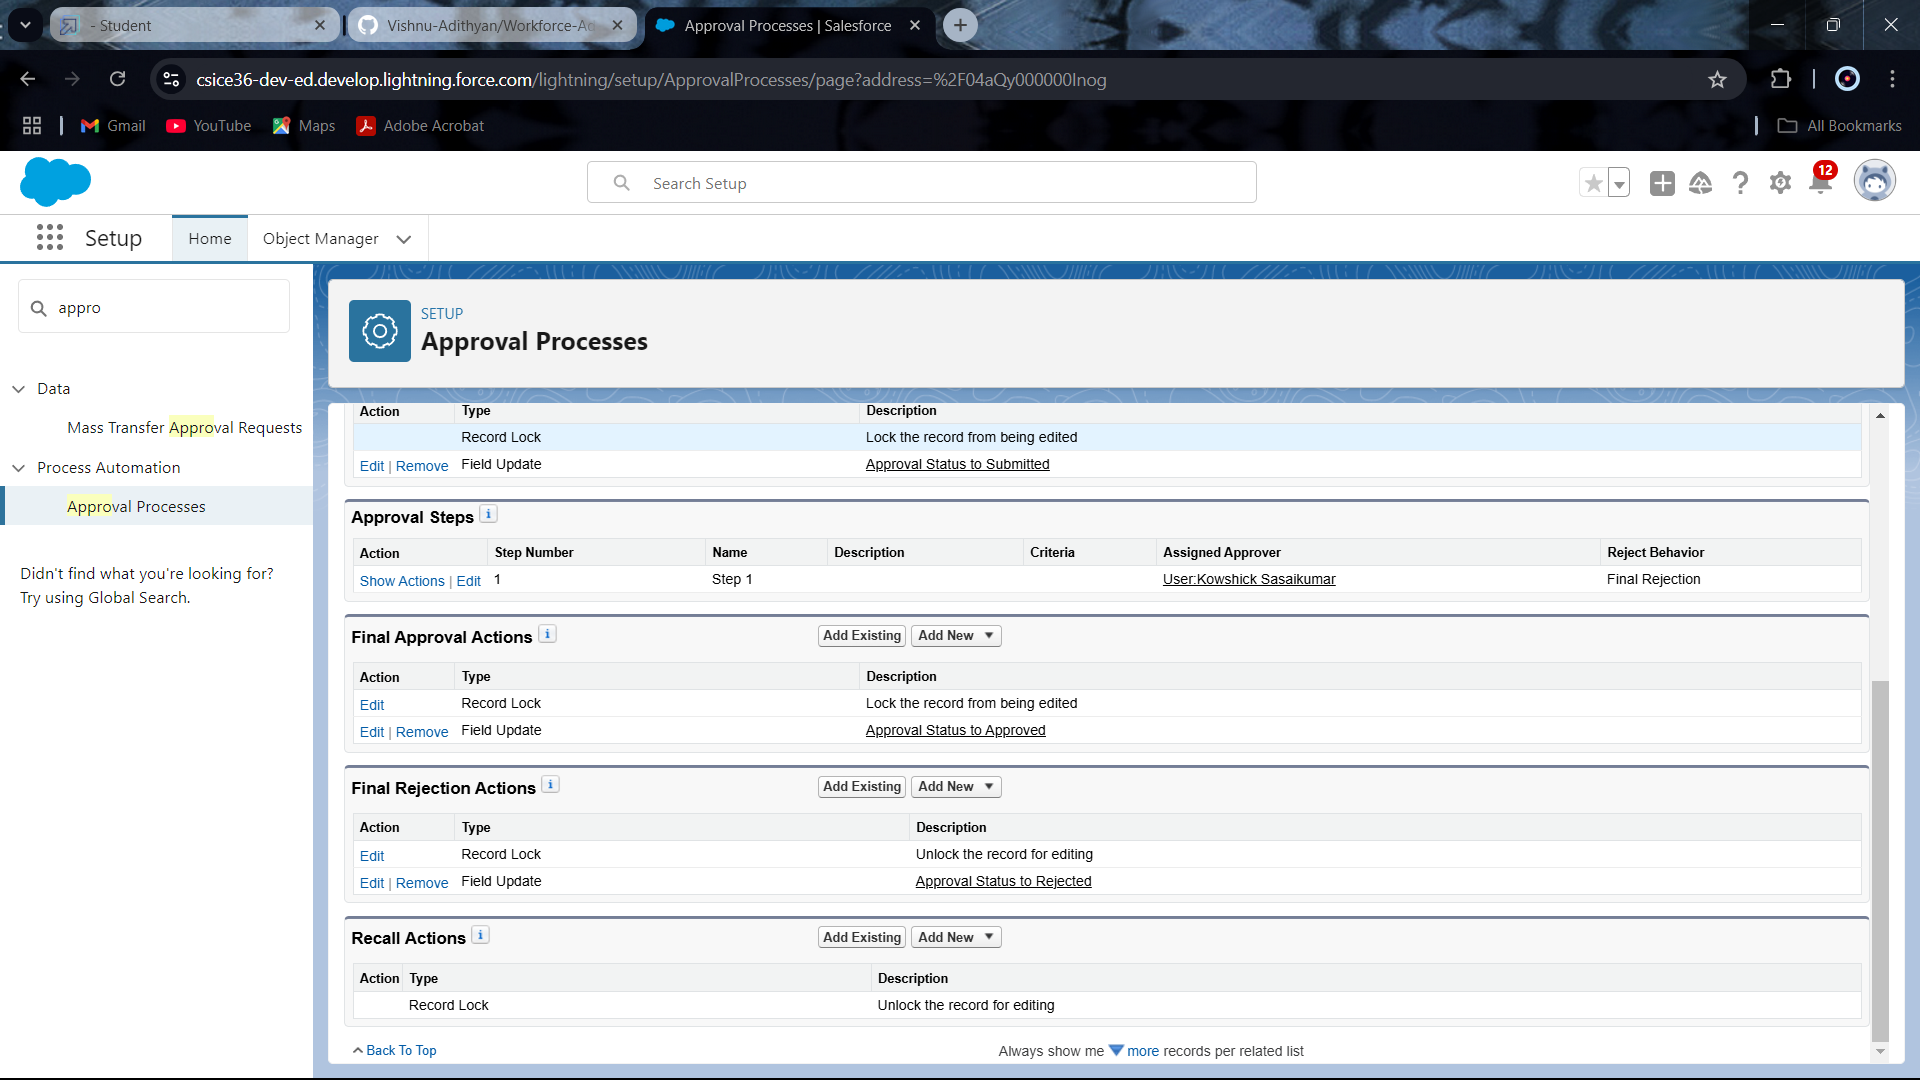 - Student
Vishnu-Adithyan/Workforce-Ad
Approval Processes | Salesforce
csice36-dev-ed.develop.lightning.force.com/lightning/setup/ApprovalProcesses/page?address=%2F04aQy000000Inog
Gmail
YouTube
Maps
Adobe Acrobat
All Bookmarks
Search Setup
12
Setup
Home
Object Manager
appro
Data
Mass Transfer Approval Requests
Process Automation
Approval Processes
Didn't find what you're looking for?
Try using Global Search.
SETUP
Approval Processes
Action Type Description
Record Lock Lock the record from being edited
Edit | Remove Field Update Approval Status to Submitted
Approval Steps i
Action Step Number Name Description Criteria Assigned Approver Reject Behavior
Show Actions | Edit 1 Step 1 User:Kowshick Sasaikumar Final Rejection
Final Approval Actions i Add Existing Add New
Action Type Description
Edit Record Lock Lock the record from being edited
Edit | Remove Field Update Approval Status to Approved
Final Rejection Actions i Add Existing Add New
Action Type Description
Edit Record Lock Unlock the record for editing
Edit | Remove Field Update Approval Status to Rejected
Recall Actions i Add Existing Add New
Action Type Description
Record Lock Unlock the record for editing
Back To Top
Always show me more records per related list